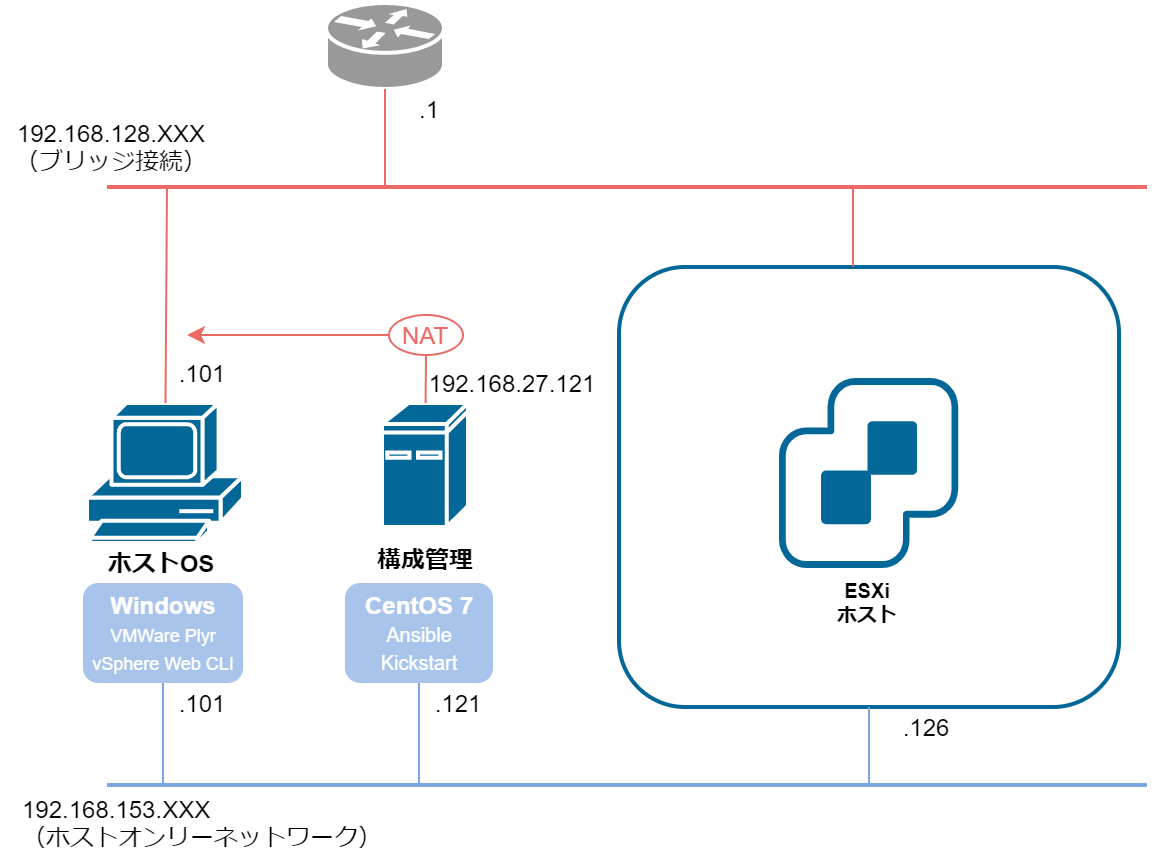 .1
192.168.128.XXX
（ブリッジ接続）
NAT
.101
192.168.27.121
ホストOS
構成管理
ESXi
ホスト
Windows
VMWare Plyr
vSphere Web CLI
CentOS 7
Ansible
Kickstart
.101
.121
.126
192.168.153.XXX
（ホストオンリーネットワーク）